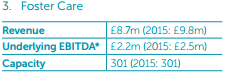 3. Foster Care
Revenue £8.7m (2015: £9.8m)
Underlying EBITDA* £2.2m (2015: £2.5m)
Capacity 301 (2015: 301)